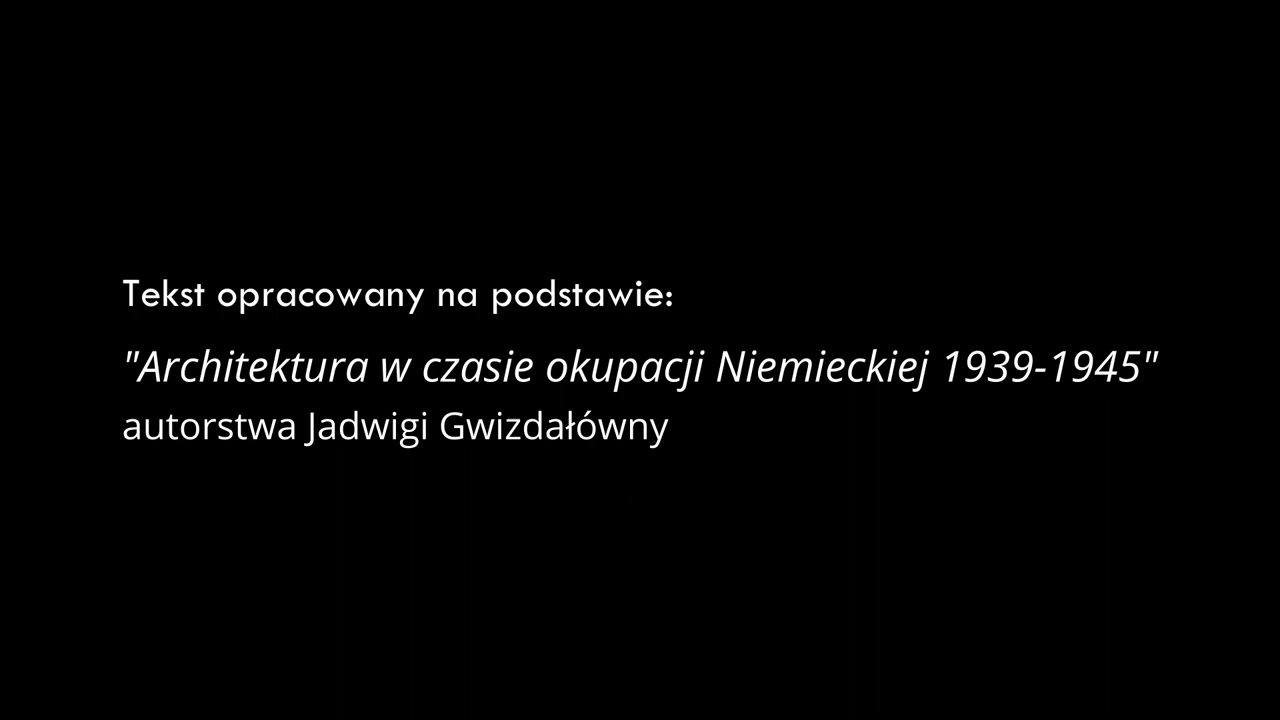 Tekst opracowany na podstawie:
"Architektura w czasie okupacji Niemieckiej 1939-1945"
autorstwa Jadwigi Gwizdałówny